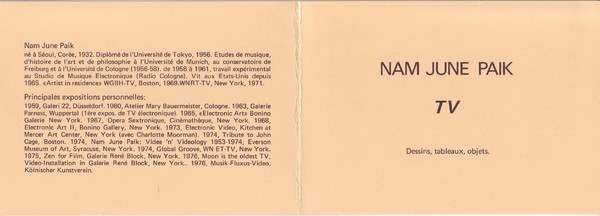 Nam June Paik
né à Séoul, Corée, 1932. Diplomé de l'Université de Tokyo, 1956. Etudes de musique,
d'histoire de l'art et de philosophie à l'Université de Munich, au conservatoire de
Freiburg et à l'Université de Cologne (1956-58). de 1958 à 1961, travail expérimental
au Studio de Musique Electronique (Radio Cologne). Vit aux Etats-Unis depuis
1965. «Artist in residence» WGBH-TV, Boston, 1969.WNRT-TV, New York, 1971.
Principales expositions personnelles:
1959, Galeri 22, Düsseldorf. 1960, Atelier Mary Bauermeister, Cologne. 1963, Galerie
Parnass, Wuppertal (1ère expos. de TV électronique). 1965, «Electronic Art» Bonino
Galerie New York. 1967, Opera Sextronique, Cinémathèque, New York. 1968,
Electronic Art II, Bonino Gallery, New York. 1973, Electronic Video, Kitchen at
Mercer Art Center, New York (avec Charlotte Moorman). 1974, Tribute to John
Cage, Boston. 1974, Nam June Paik: Videa 'n' Videology 1953-1974, Everson
Museum of Art, Syracuse, New York. 1974, Global Groove, WN ET-TV, New York.
1975, Zen for Film, Galerie René Block, New York. 1976, Moon is the oldest TV,
Video-Installation in Galerie René Block, New York.. 1976, Musik-Fluxus-Video,
Kölnischer Kunstverein.
NAM JUNE PAIK
TV
Dessins, tableaux, objets.